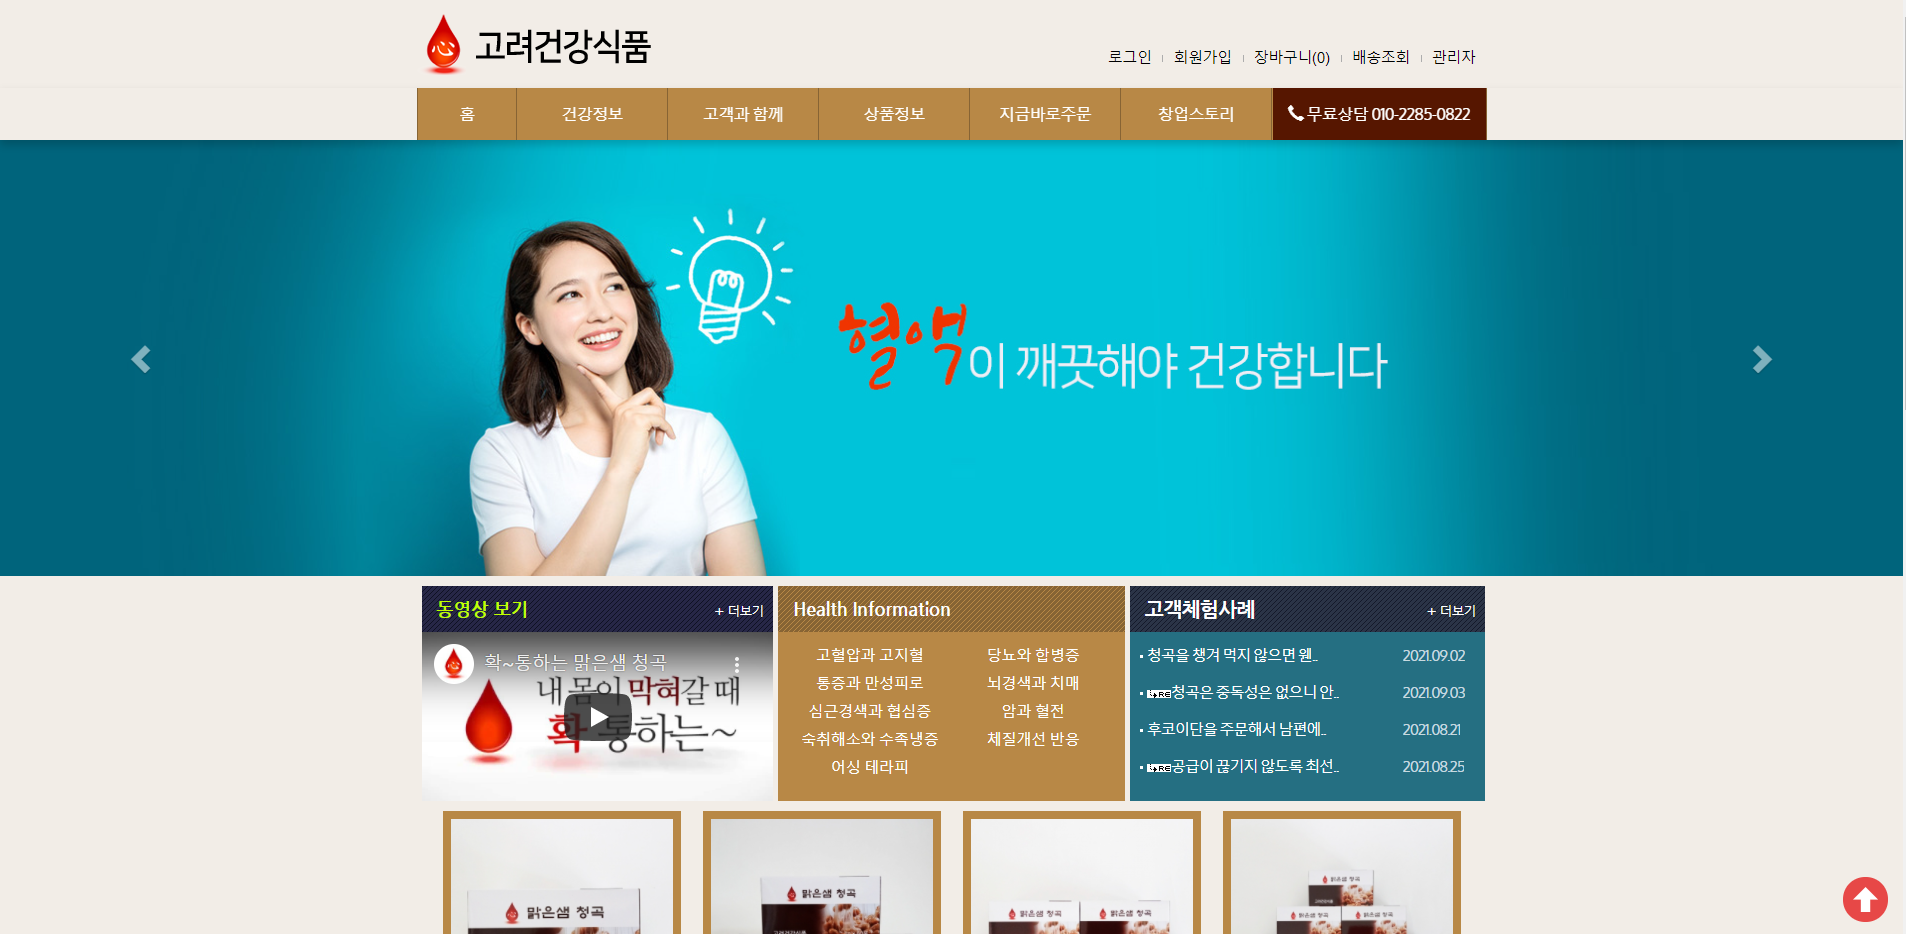 心 고려건강식품
로그인 회원가입 장바구니(0) 배송조회 관리자
홈 건강정보 고객과 함께 상품정보 지금바로주문 창업스토리 무료상담 010-2285-0822
혈액이 깨끗해야 건강합니다
동영상 보기 + 더보기
확~통하는 맑은샘 청곡
내 몸이 막혀갈 때
확 통하는~
Health Information
고혈압과 고지혈 당뇨와 합병증
통증과 만성피로 뇌경색과 치매
심근경색과 협심증 암과 혈전
숙취해소와 수족냉증 체질개선 반응
어싱 테라피
고객체험사례 + 더보기
청곡을 챙겨 먹지 않으면 웬.. 2021.09.02
RE 청곡은 중독성은 없으니 안.. 2021.09.03
후코이단을 주문해서 남편에.. 2021.08.21
RE 공급이 끊기지 않도록 최선.. 2021.08.25
맑은샘 청곡
맑은샘 청곡
고려건강식품
맑은샘 청곡 맑은샘 청곡
맑은샘 청곡
맑은샘 청곡 맑은샘 청곡